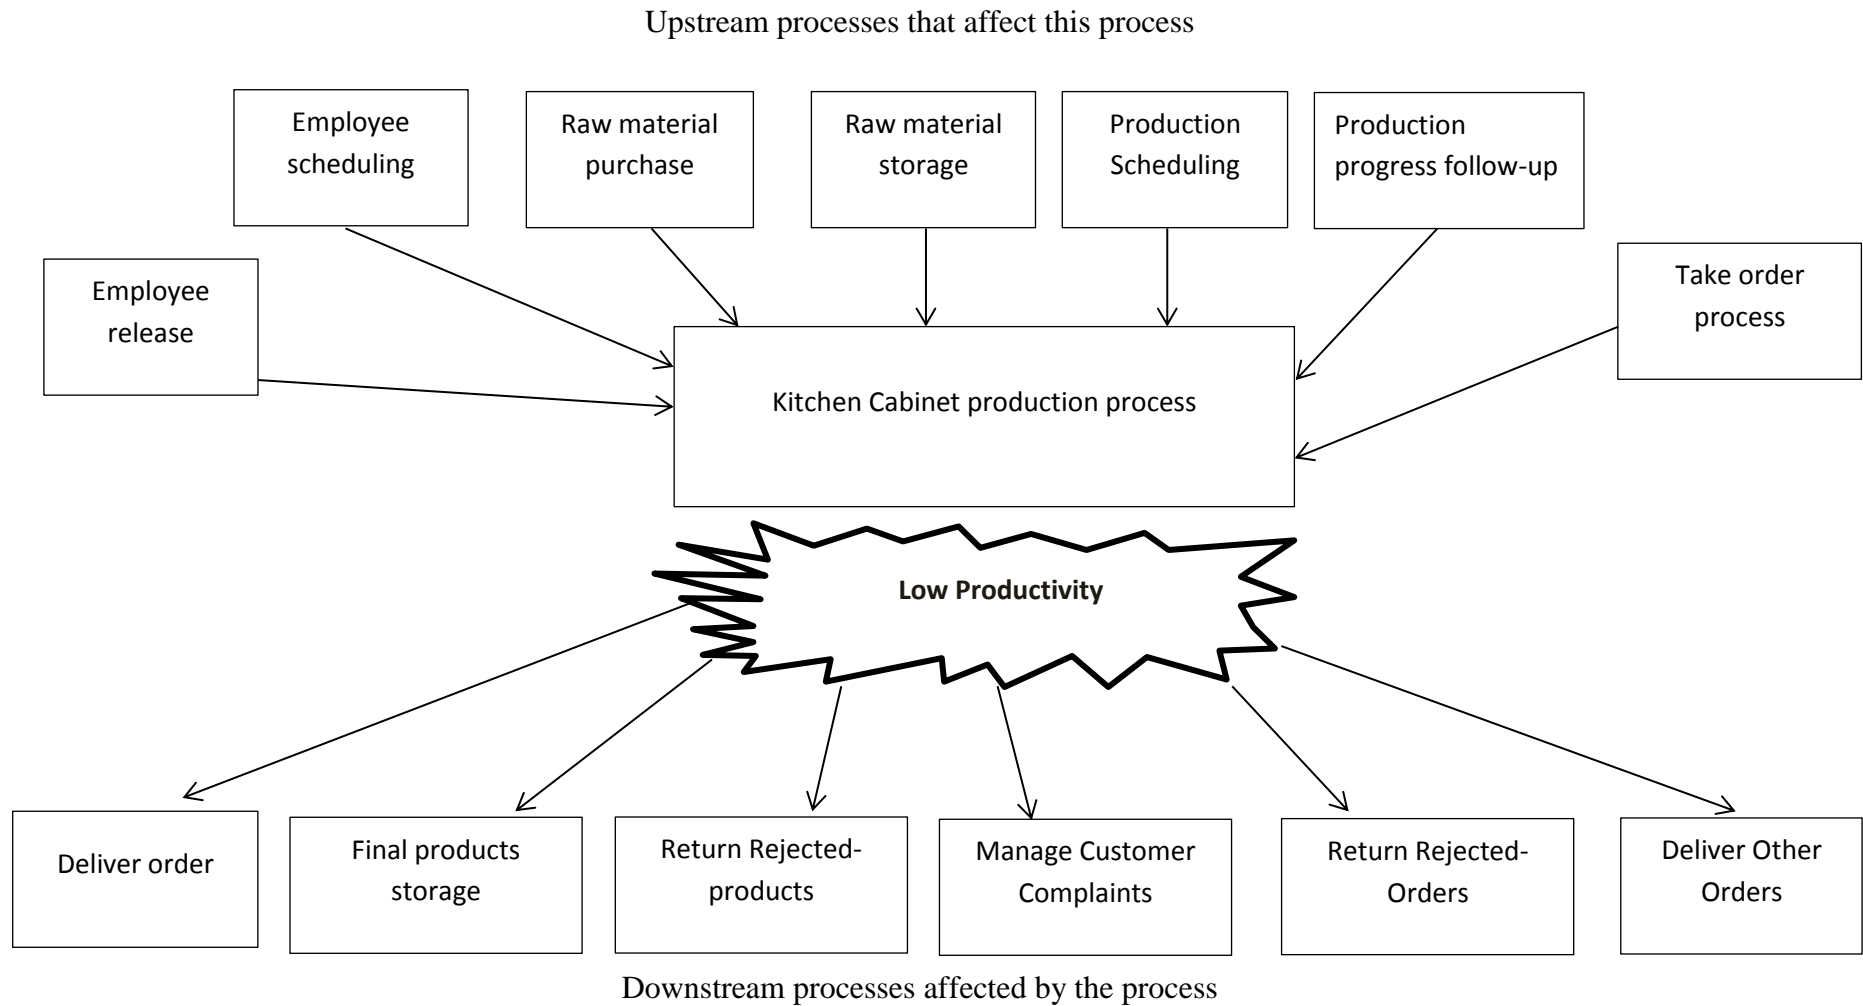 Upstream processes that affect this process
Employee
scheduling
Raw material
purchase
Raw material
storage
Production
Scheduling
Production
progress follow-up
Employee
release
Take order
process
Kitchen Cabinet production process
Low Productivity
Deliver order
Final products
storage
Return Rejected-
products
Manage Customer
Complaints
Return Rejected-
Orders
Deliver Other
Orders
Downstream processes affected by the process